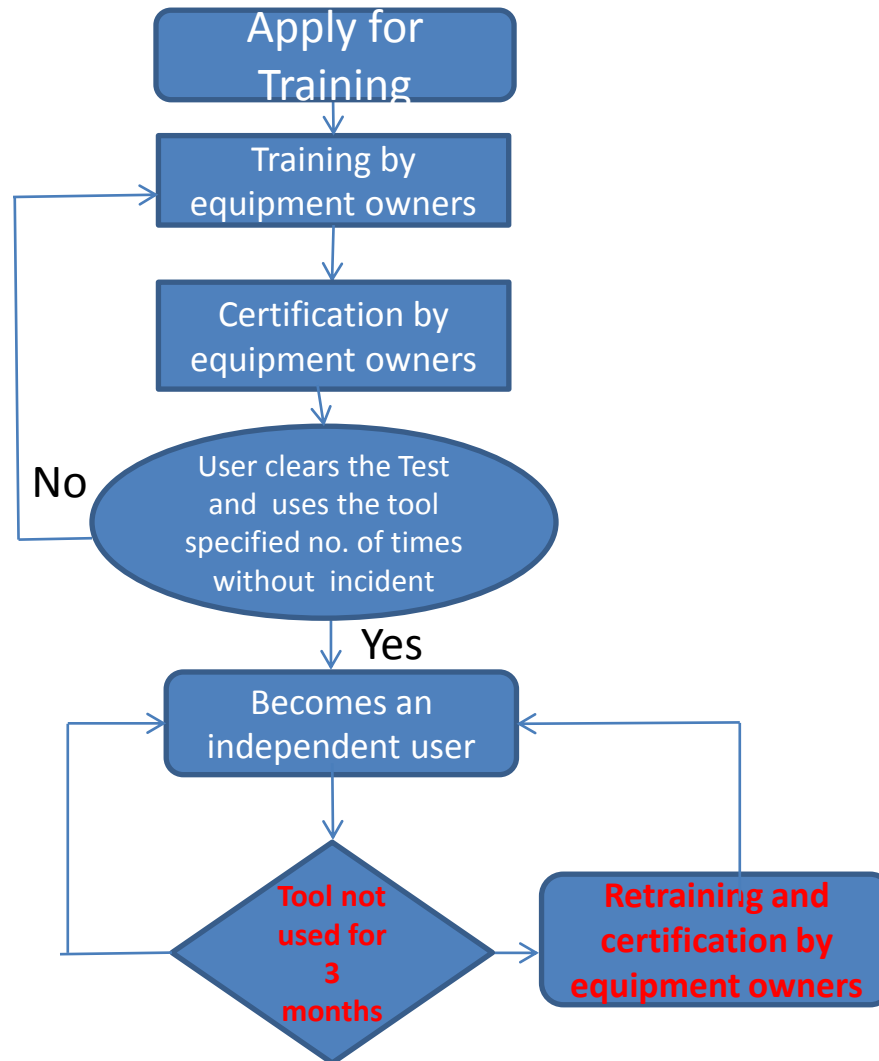 Apply for
Training
Training by
equipment owners
Certification by
equipment owners
No
User clears the Test
and uses the tool
specified no. of times
without incident
Yes
Becomes an
independent user
Tool not
used for
3
months
Retraining and
certification by
equipment owners